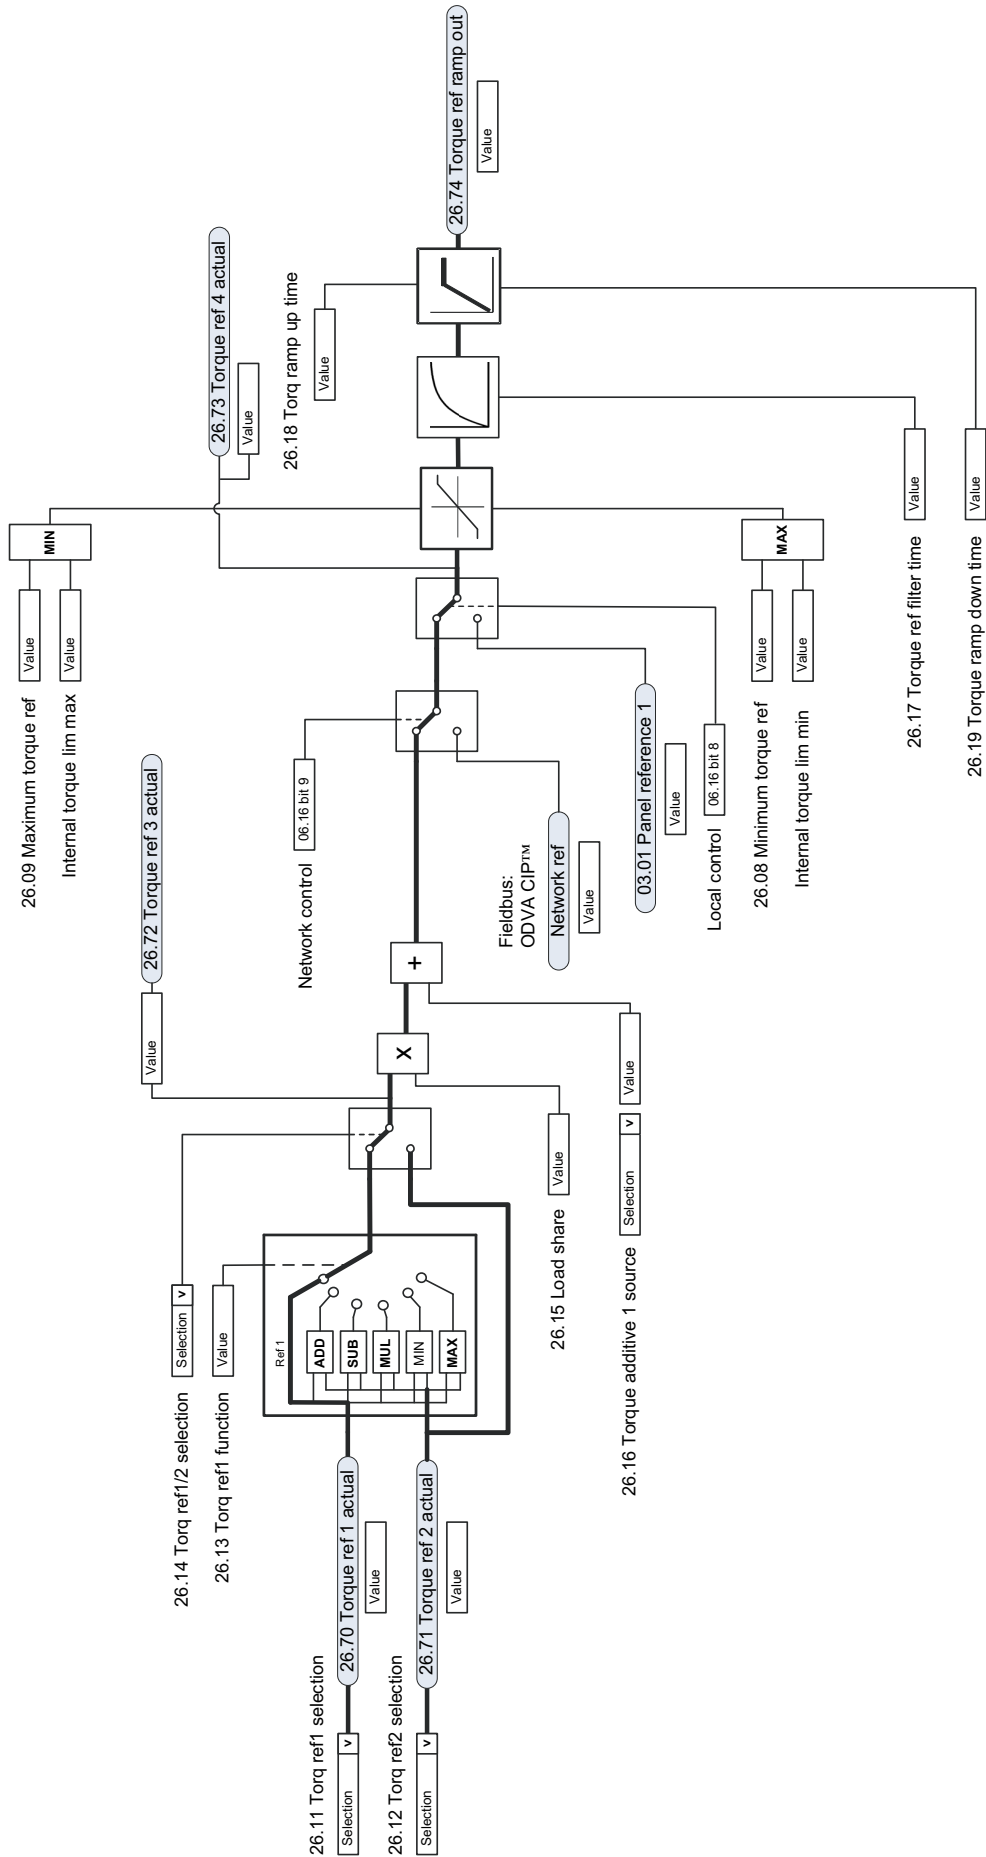 26.11 Torq ref1 selection
Selection
v
26.70 Torque ref 1 actual
Value
26.12 Torq ref2 selection
Selection
v
26.71 Torque ref 2 actual
Value
26.14 Torq ref1/2 selection
Selection
v
26.13 Torq ref1 function
Value
Ref 1
ADD
SUB
MUL
MIN
MAX
26.72 Torque ref 3 actual
Value
X
26.15 Load share
Value
+
26.16 Torque additive 1 source
Selection
v
Value
Network control
06.16 bit 9
Fieldbus:
ODVA CIP™
Network ref
Value
03.01 Panel reference 1
Value
Local control
06.16 bit 8
26.73 Torque ref 4 actual
Value
26.09 Maximum torque ref
Value
Internal torque lim max
Value
MIN
26.08 Minimum torque ref
Value
Internal torque lim min
Value
MAX
26.18 Torq ramp up time
Value
26.17 Torque ref filter time
Value
26.19 Torque ramp down time
Value
26.74 Torque ref ramp out
Value